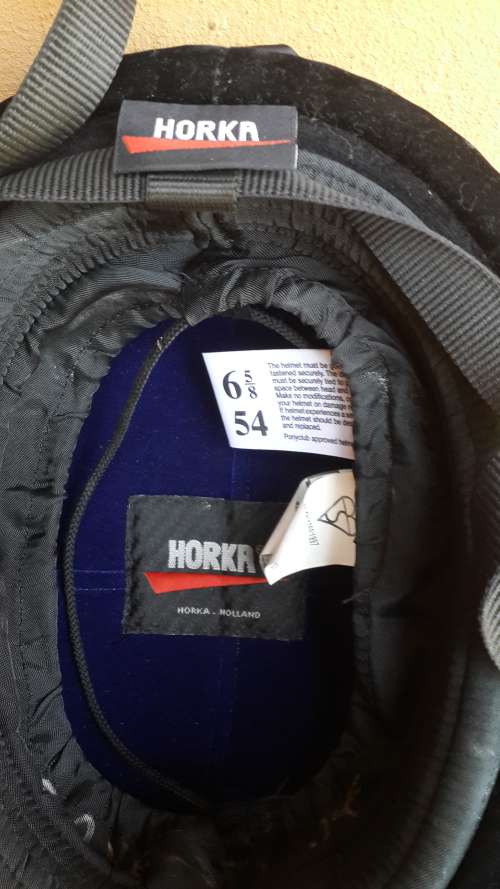 HORKA
6 5/8
54
The helmet must be
fastened securely. The
must be securely tied to
space between head and
Make no modifications,
your helmet on damage
If helmet experiences a
the helmet should be
and replaced.
Ponyclub approved helmet
HORKA
HORKA - HOLLAND